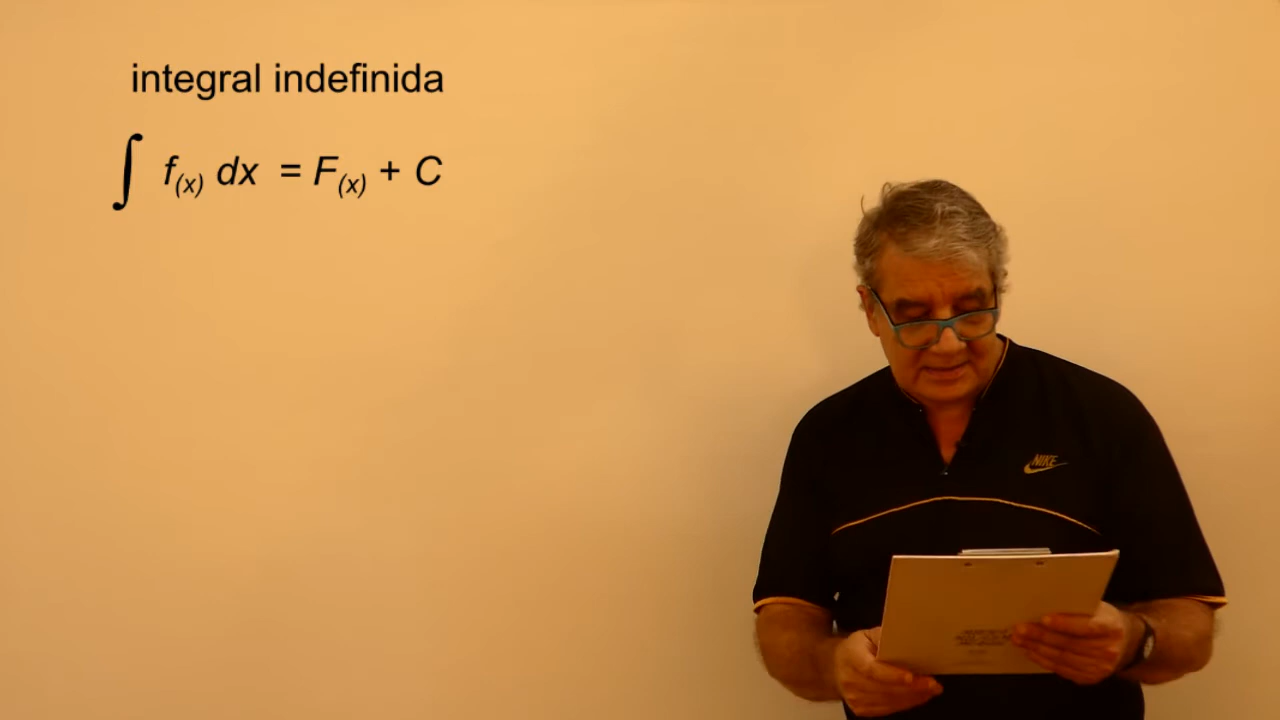 integral indefinida
∫ f(x) dx = F(x) + C
NIKE